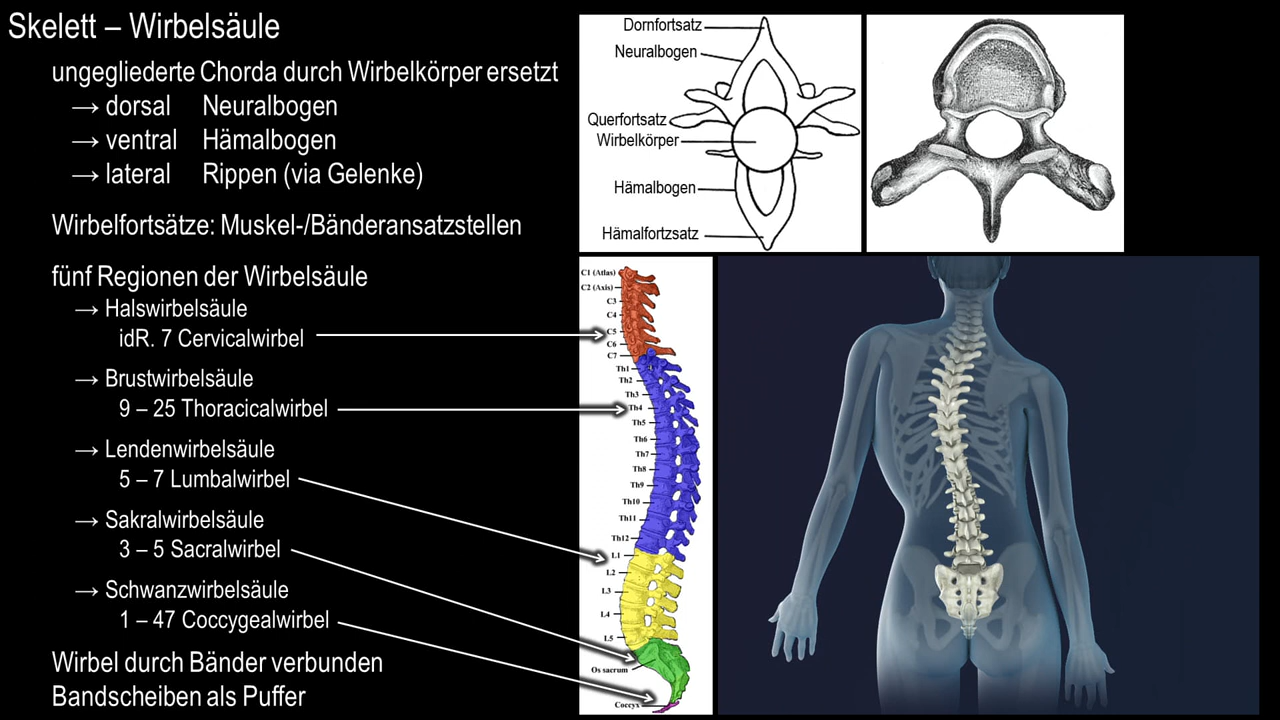 Skelett – Wirbelsäule
ungegliederte Chorda durch Wirbelkörper ersetzt
→ dorsal Neuralbogen
→ ventral Hämalbogen
→ lateral Rippen (via Gelenke)
Wirbelfortsätze: Muskel-/Bänderansatzstellen
fünf Regionen der Wirbelsäule
→ Halswirbelsäule
idR. 7 Cervicalwirbel
→ Brustwirbelsäule
9 – 25 Thoracicalwirbel
→ Lendenwirbelsäule
5 – 7 Lumbalwirbel
→ Sakralwirbelsäule
3 – 5 Sacralwirbel
→ Schwanzwirbelsäule
1 – 47 Coccygealwirbel
Wirbel durch Bänder verbunden
Bandscheiben als Puffer
Dornfortsatz
Neuralbogen
Querfortsatz
Wirbelkörper
Hämalbogen
Hämalfortzsatz
C1 (Atlas)
C2 (Axis)
C3
C4
C5
C6
C7
Th1
Th2
Th3
Th4
Th5
Th6
Th7
Th8
Th9
Th10
Th11
Th12
L1
L2
L3
L4
L5
Os sacrum
Coccyx